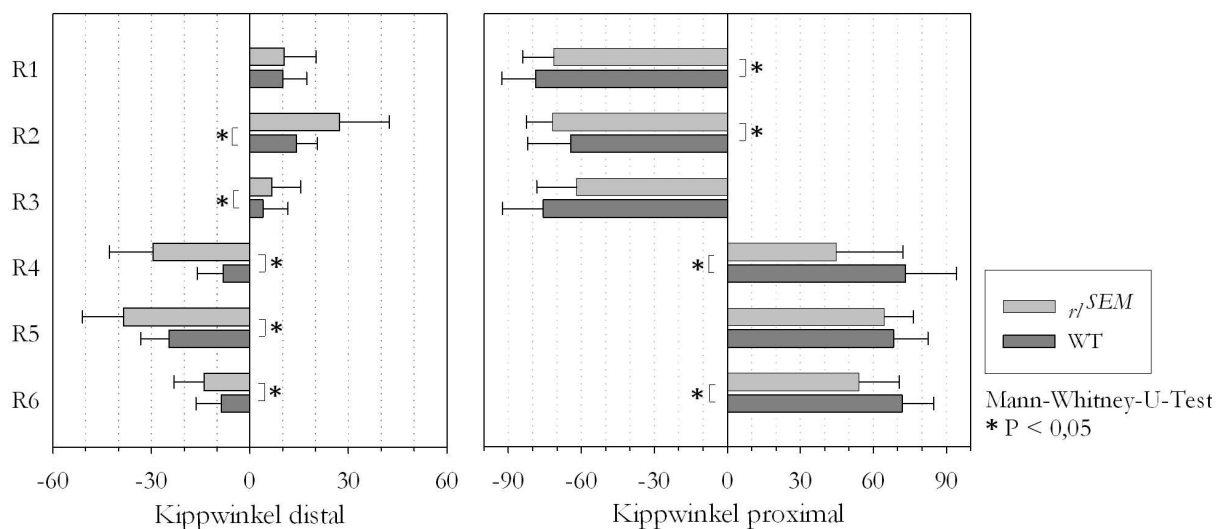 R1
R2
R3
R4
R5
R6
* * * * *
* * * *
-60 -30 0 30 60
Kippwinkel distal
-90 -60 -30 0 30 60 90
Kippwinkel proximal
rl SEM
WT
Mann-Whitney-U-Test
* P < 0,05